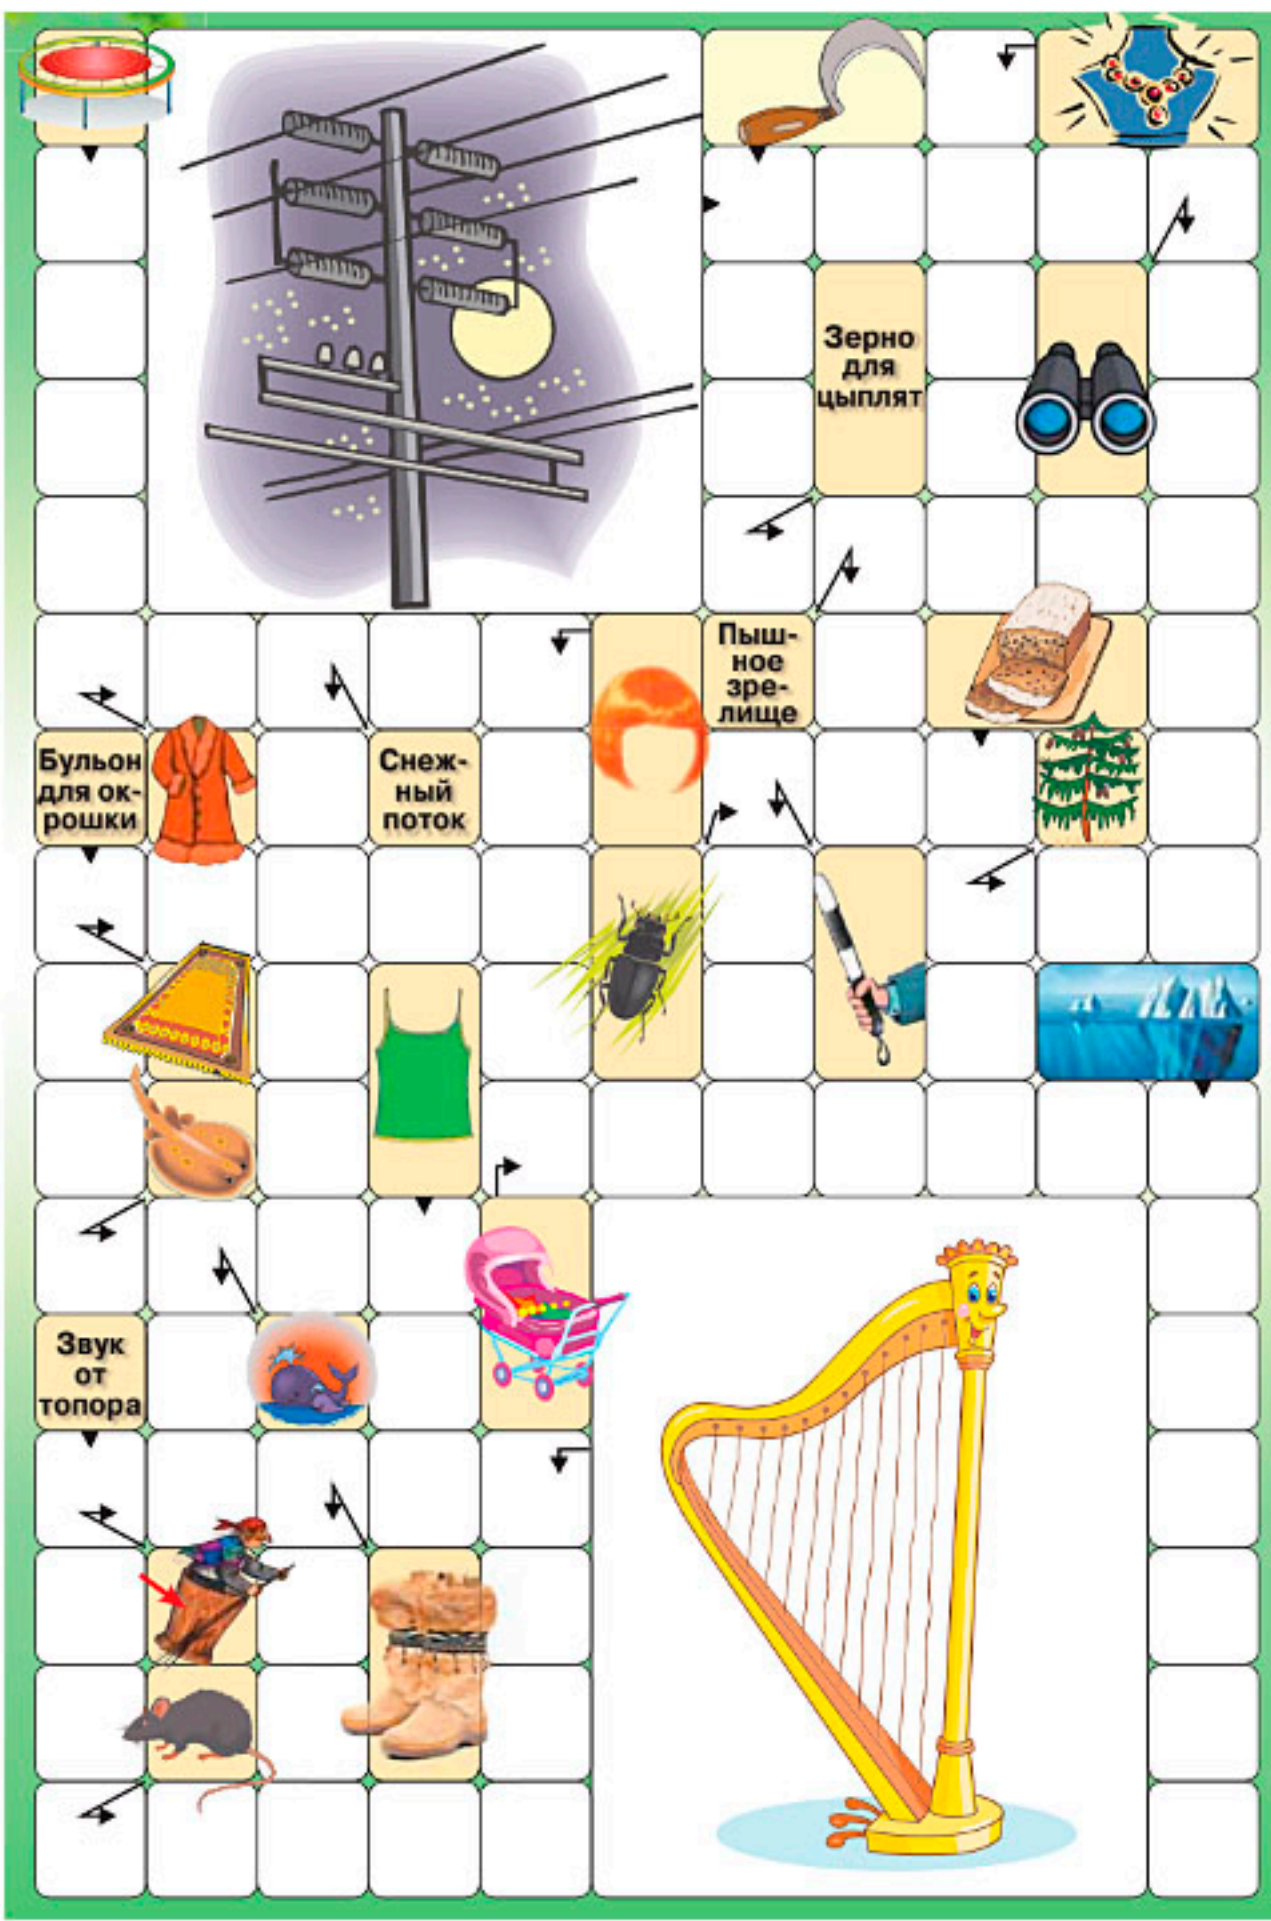 Зерно
для
цыплят
Пыш-
ное
зре-
лище
Бульон
для ок-
рошки
Снеж-
ный
поток
Звук
от
топора